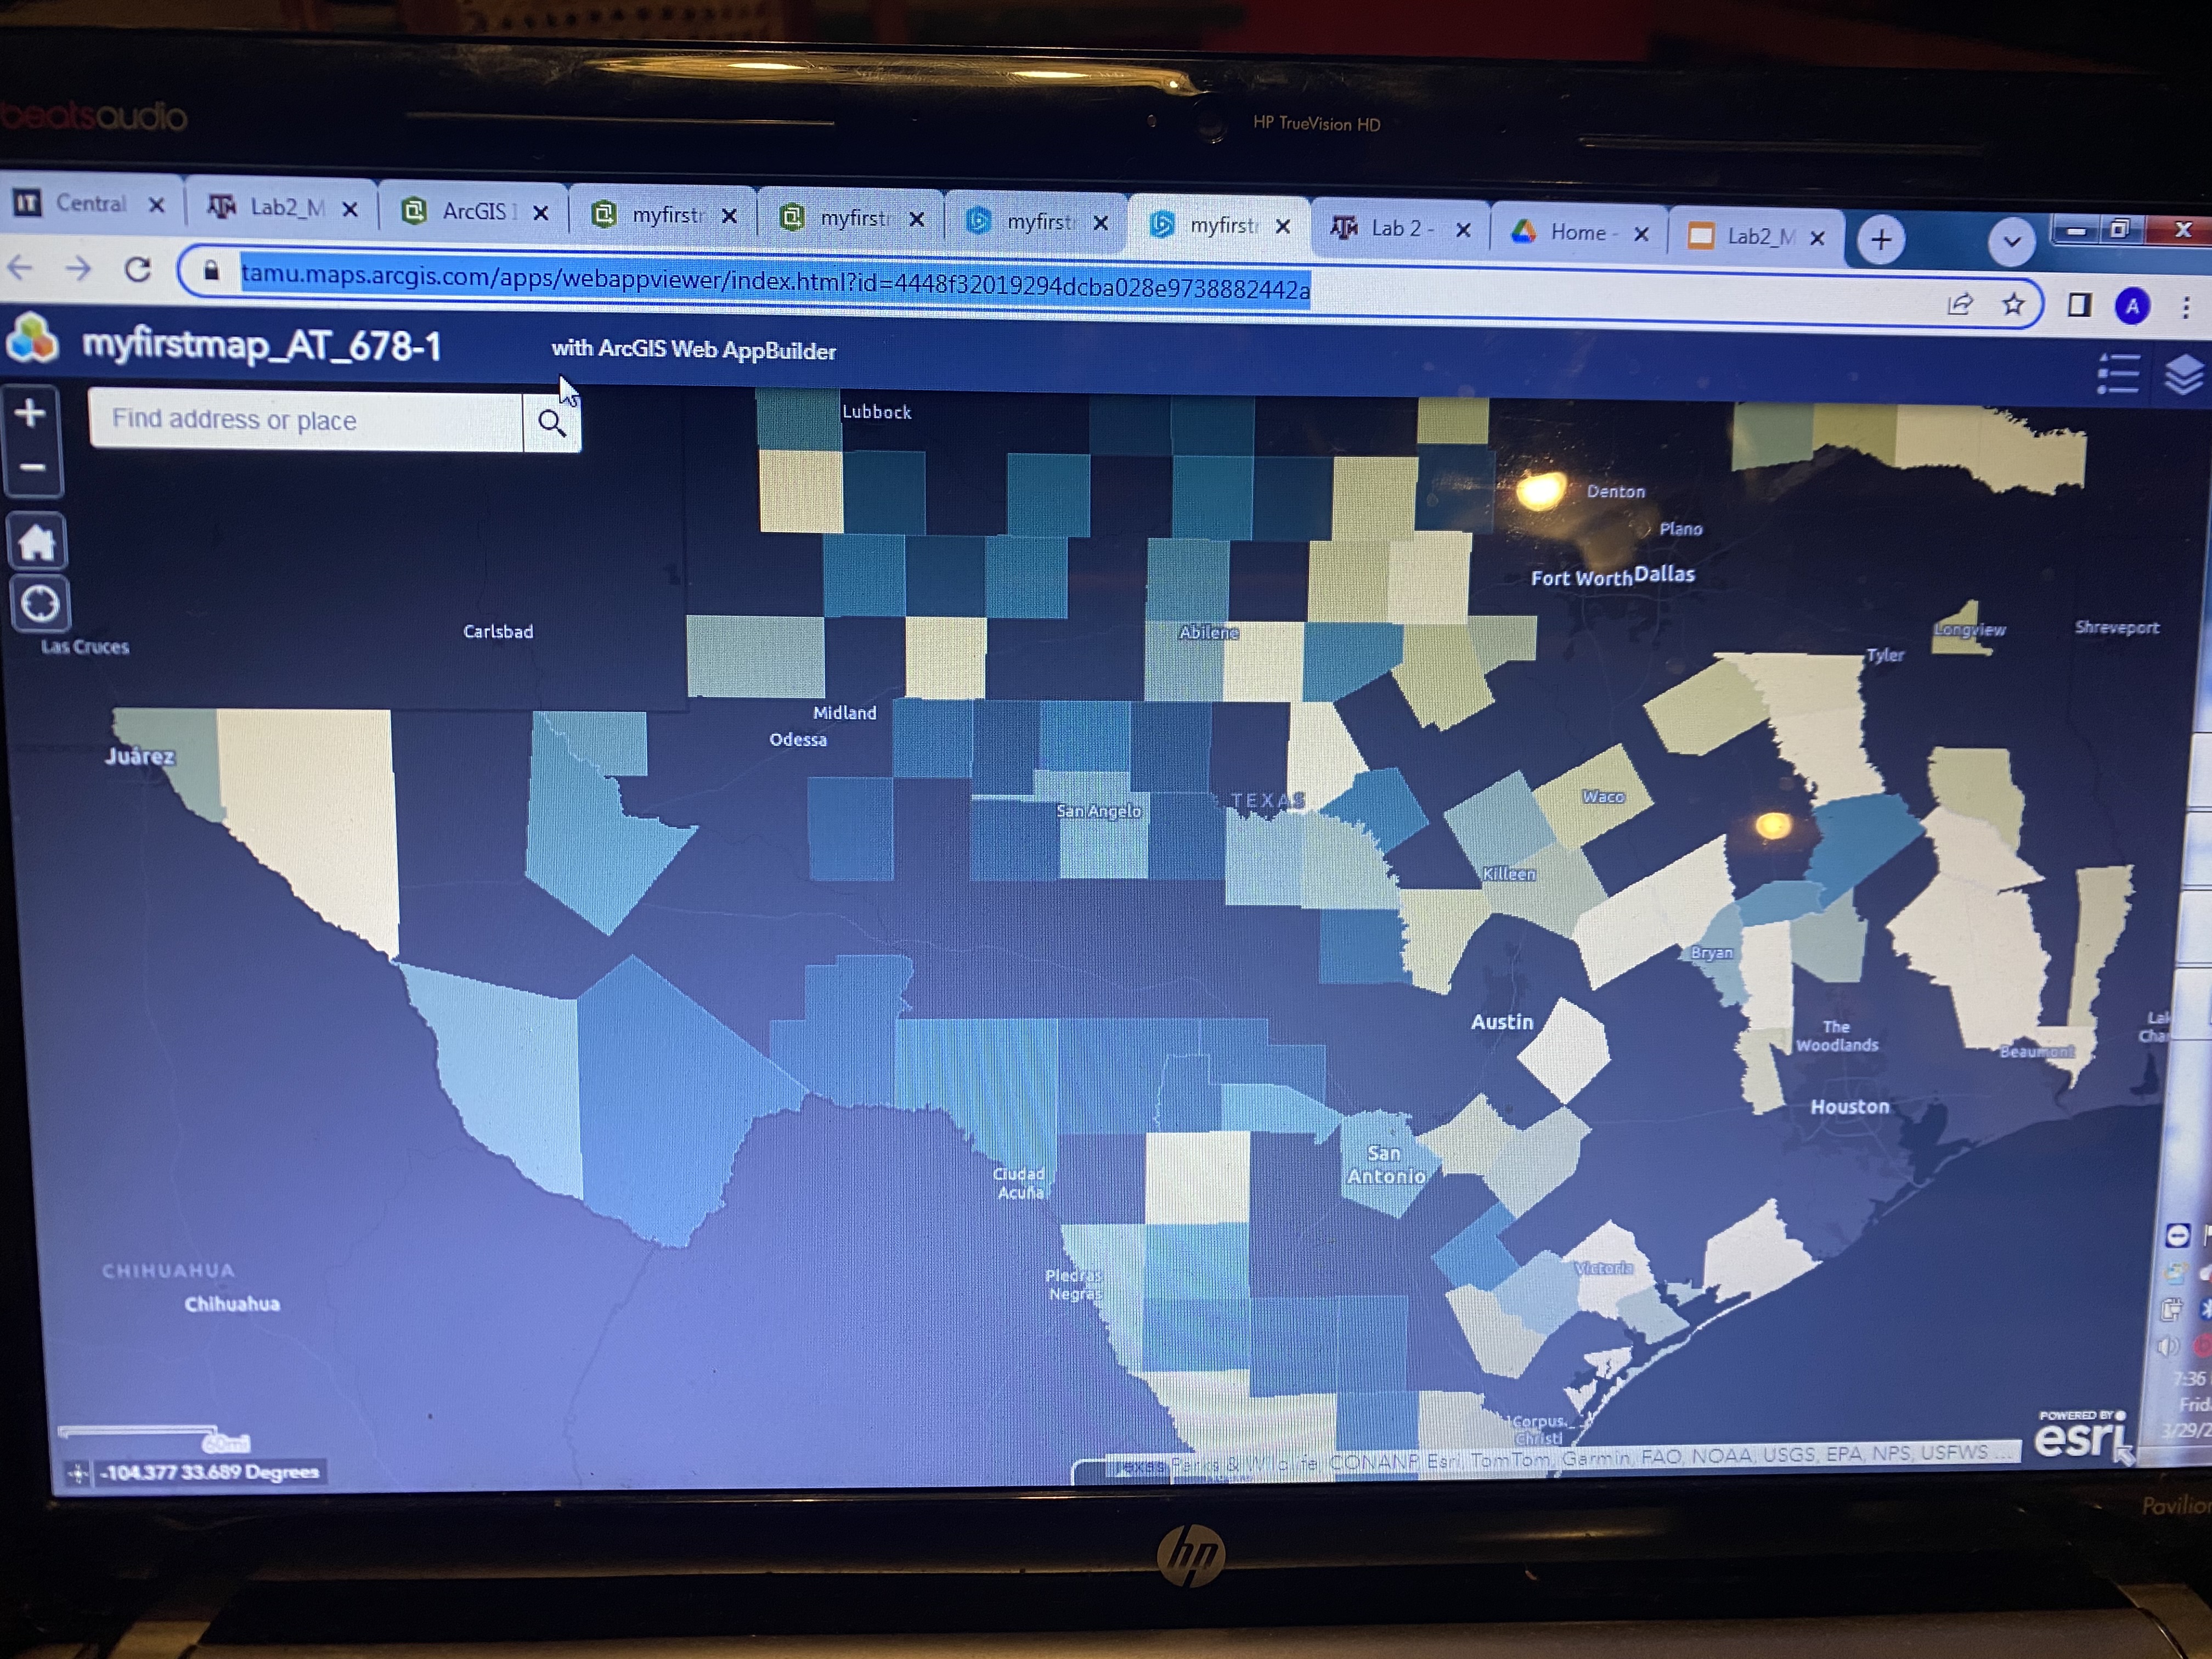 beatsaudio
HP TrueVision HD
Central
Lab2_M
ArcGIS
myfirst
myfirst
myfirst
myfirst
Lab 2 -
Home -
Lab2_M
tamu.maps.arcgis.com/apps/webappviewer/index.html?id=4448f32019294dcba028e9738882442a
A
myfirstmap_AT_678-1
with ArcGIS Web AppBuilder
+
Find address or place
−
Lubbock
Denton
Plano
Fort Worth
Dallas
Carlsbad
Las Cruces
Abilene
Longview
Shreveport
Tyler
Midland
Odessa
Juárez
TEXAS
San Angelo
Waco
Killeen
Bryan
Austin
The
Woodlands
Beaumont
Houston
San
Antonio
Ciudad
Acuña
Piedras
Negras
Victoria
CHIHUAHUA
Chihuahua
Corpus
Christi
60mi
-104.377 33.689 Degrees
Texas Parks & Wildlife, CONANP, Esri, TomTom, Garmin, FAO, NOAA, USGS, EPA, NPS, USFWS ...
POWERED BY
esri
7:36
Frid
3/29/2
hp
Pavilion